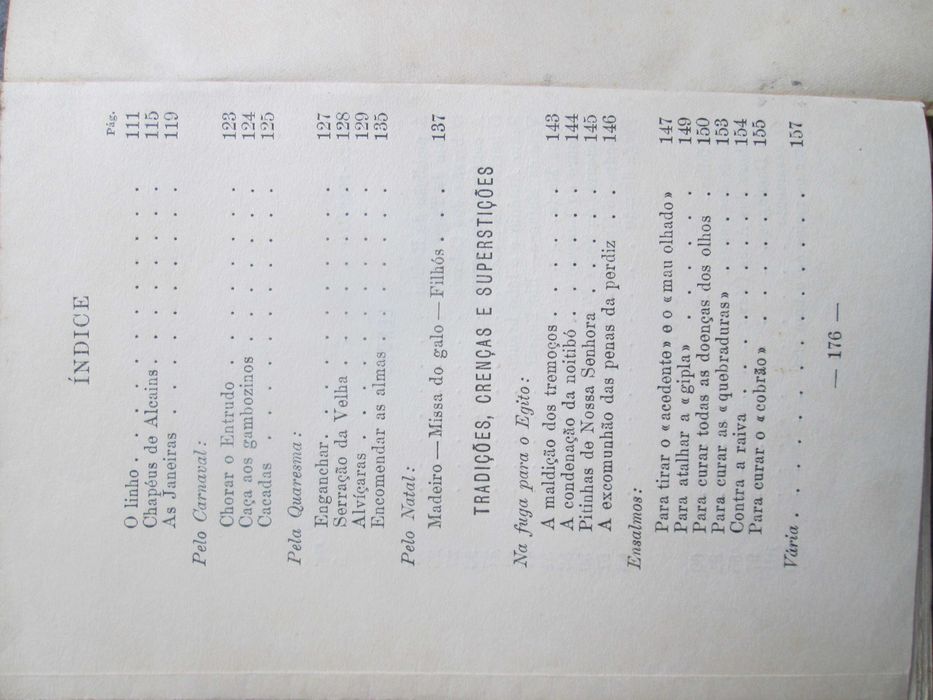 ÍNDICE
Pág.
O linho . . . . . . . . . . . 111
Chapéus de Alcains . . . . . . . . . . 115
As Janeiras . . . . . . . . . . 119
Pelo Carnaval:
Chorar o Entrudo . . . . . . . . . 123
Caça aos gambozinos . . . . . . . . . 124
Cacadas . . . . . . . . . . . 125
Pela Quaresma:
Enganchar . . . . . . . . . . 127
Serração da Velha . . . . . . . . . 128
Alvíçaras . . . . . . . . . . 129
Encomendar as almas . . . . . . . . . 135
Pelo Natal:
Madeiro — Missa do galo — Filhós . . . 137
TRADIÇÕES, CRENÇAS E SUPERSTIÇÕES
Na fuga para o Egito:
A maldição dos tremoços . . . . . . . 143
A condenação da noitibó . . . . . . . 144
Pitinhas de Nossa Senhora . . . . . . . 145
A excomunhão das penas da perdiz . . . 146
Ensalmos:
Para tirar o «acedente» e o «mau olhado» 147
Para atalhar a «gipla» . . . . . . . 149
Para curar todas as doenças dos olhos . . 150
Para curar as «quebraduras» . . . . . 153
Contra a raiva . . . . . . . . . . 154
Para curar o «cobrão» . . . . . . . 155
Vária . . . . . . . . . . . . 157
— 176 —